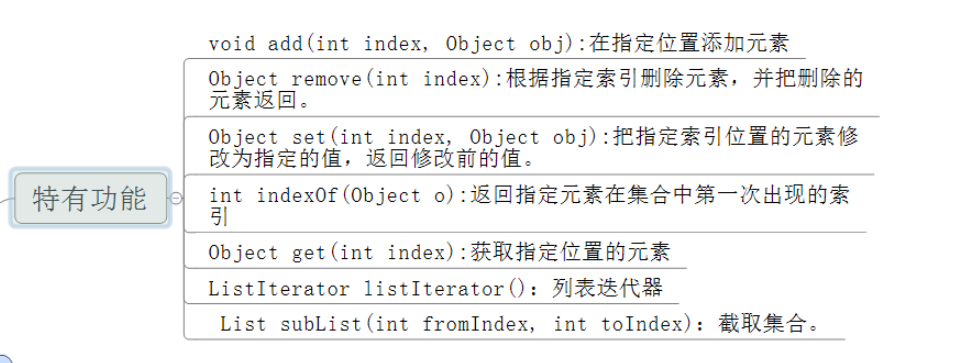 void add(int index, Object obj):在指定位置添加元素
Object remove(int index):根据指定索引删除元素，并把删除的
元素返回。
Object set(int index, Object obj):把指定索引位置的元素修
改为指定的值，返回修改前的值。
特有功能
int indexOf(Object o):返回指定元素在集合中第一次出现的索
引
Object get(int index):获取指定位置的元素
ListIterator listIterator()：列表迭代器
List subList(int fromIndex, int toIndex)：截取集合。